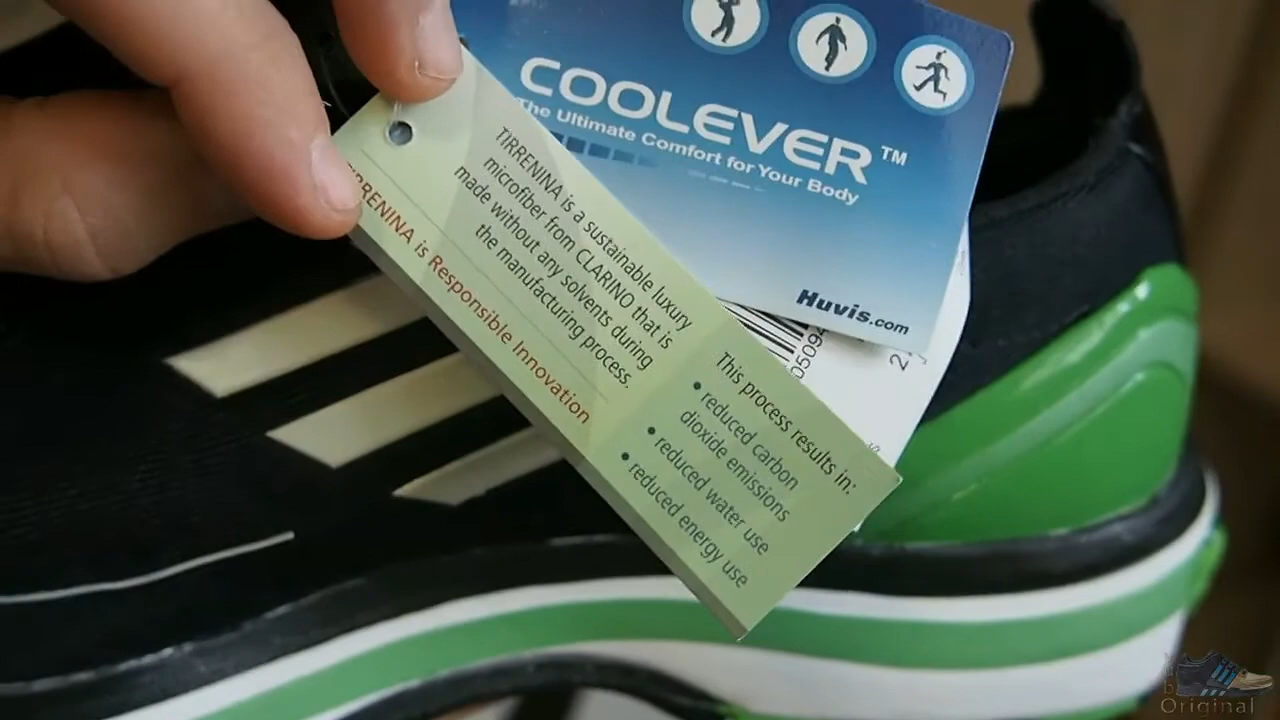 COOLEVER™
The Ultimate Comfort for Your Body
Huvis.com
TIRRENINA is a sustainable luxury
microfiber from CLARINO that is
made without any solvents during
the manufacturing process.
TIRRENINA is Responsible Innovation
This process results in:
• reduced carbon
dioxide emissions
• reduced water use
• reduced energy use
Original